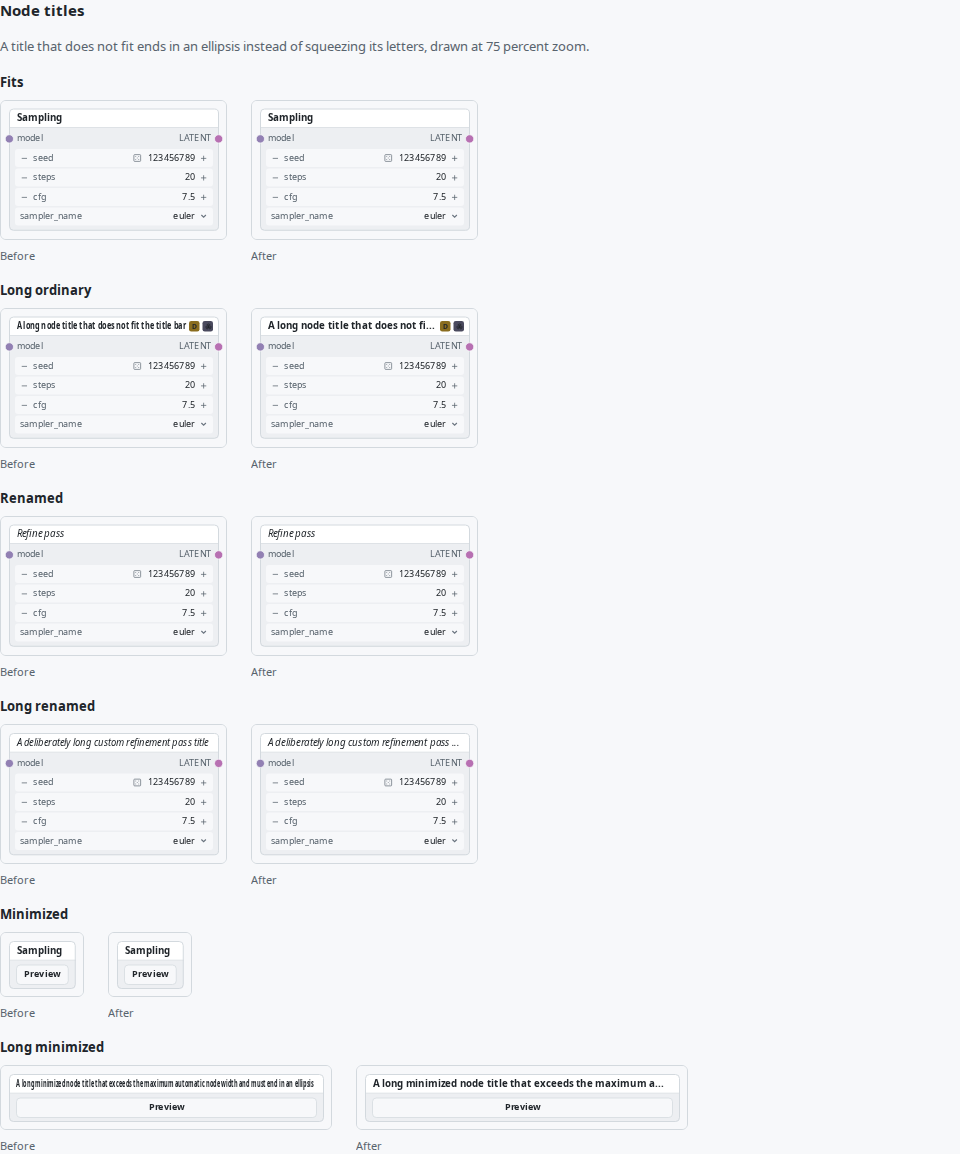 Node titles
A title that does not fit ends in an ellipsis instead of squeezing its letters, drawn at 75 percent zoom.
Fits
Sampling
model LATENT
− seed 123456789 +
− steps 20 +
− cfg 7.5 +
sampler_name euler
Before
Sampling
model LATENT
− seed 123456789 +
− steps 20 +
− cfg 7.5 +
sampler_name euler
After
Long ordinary
A long node title that does not fit the title bar D
model LATENT
− seed 123456789 +
− steps 20 +
− cfg 7.5 +
sampler_name euler
Before
A long node title that does not fi... D
model LATENT
− seed 123456789 +
− steps 20 +
− cfg 7.5 +
sampler_name euler
After
Renamed
Refine pass
model LATENT
− seed 123456789 +
− steps 20 +
− cfg 7.5 +
sampler_name euler
Before
Refine pass
model LATENT
− seed 123456789 +
− steps 20 +
− cfg 7.5 +
sampler_name euler
After
Long renamed
A deliberately long custom refinement pass title
model LATENT
− seed 123456789 +
− steps 20 +
− cfg 7.5 +
sampler_name euler
Before
A deliberately long custom refinement pass ...
model LATENT
− seed 123456789 +
− steps 20 +
− cfg 7.5 +
sampler_name euler
After
Minimized
Sampling
Preview
Before
Sampling
Preview
After
Long minimized
A long minimized node title that exceeds the maximum automatic node width and must end in an ellipsis
Preview
Before
A long minimized node title that exceeds the maximum a...
Preview
After